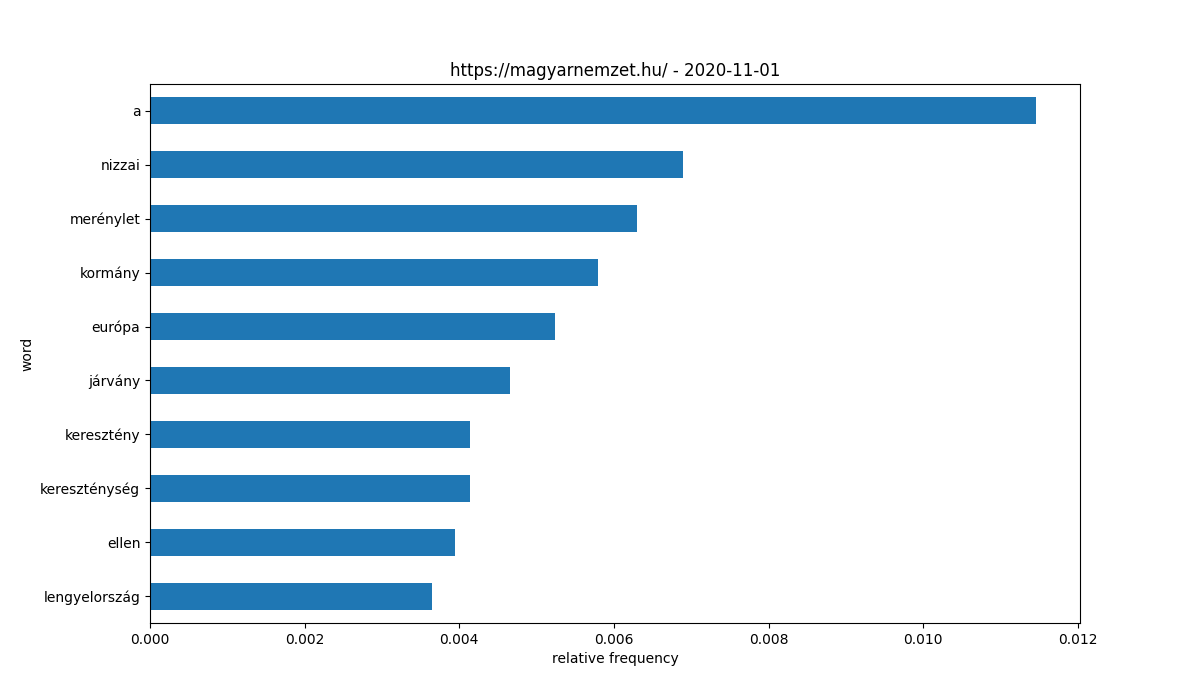 https://magyarnemzet.hu/ - 2020-11-01
a
nizzai
merénylet
kormány
európa
járvány
keresztény
kereszténység
ellen
lengyelország
word
0.000 0.002 0.004 0.006 0.008 0.010 0.012
relative frequency